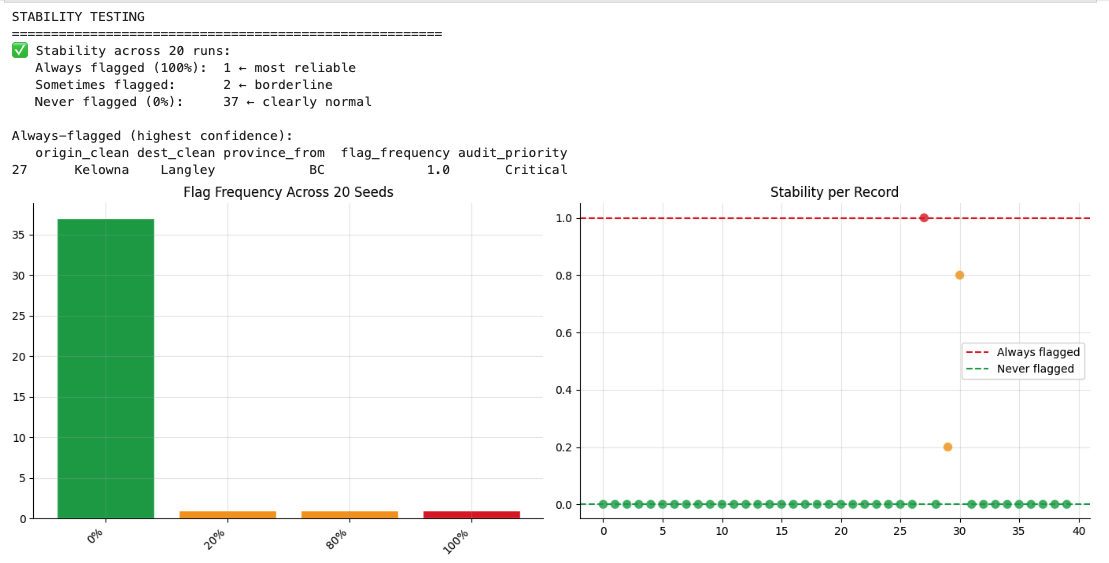 STABILITY TESTING
=======================================================
✅ Stability across 20 runs:
Always flagged (100%):  1 ← most reliable
Sometimes flagged:      2 ← borderline
Never flagged (0%):     37 ← clearly normal
Always-flagged (highest confidence):
origin_clean dest_clean province_from  flag_frequency audit_priority
27      Kelowna    Langley            BC             1.0       Critical
Flag Frequency Across 20 Seeds
35
30
25
20
15
10
5
0
0%
20%
80%
100%
Stability per Record
1.0
0.8
0.6
0.4
0.2
0.0
Always flagged
Never flagged
0
5
10
15
20
25
30
35
40